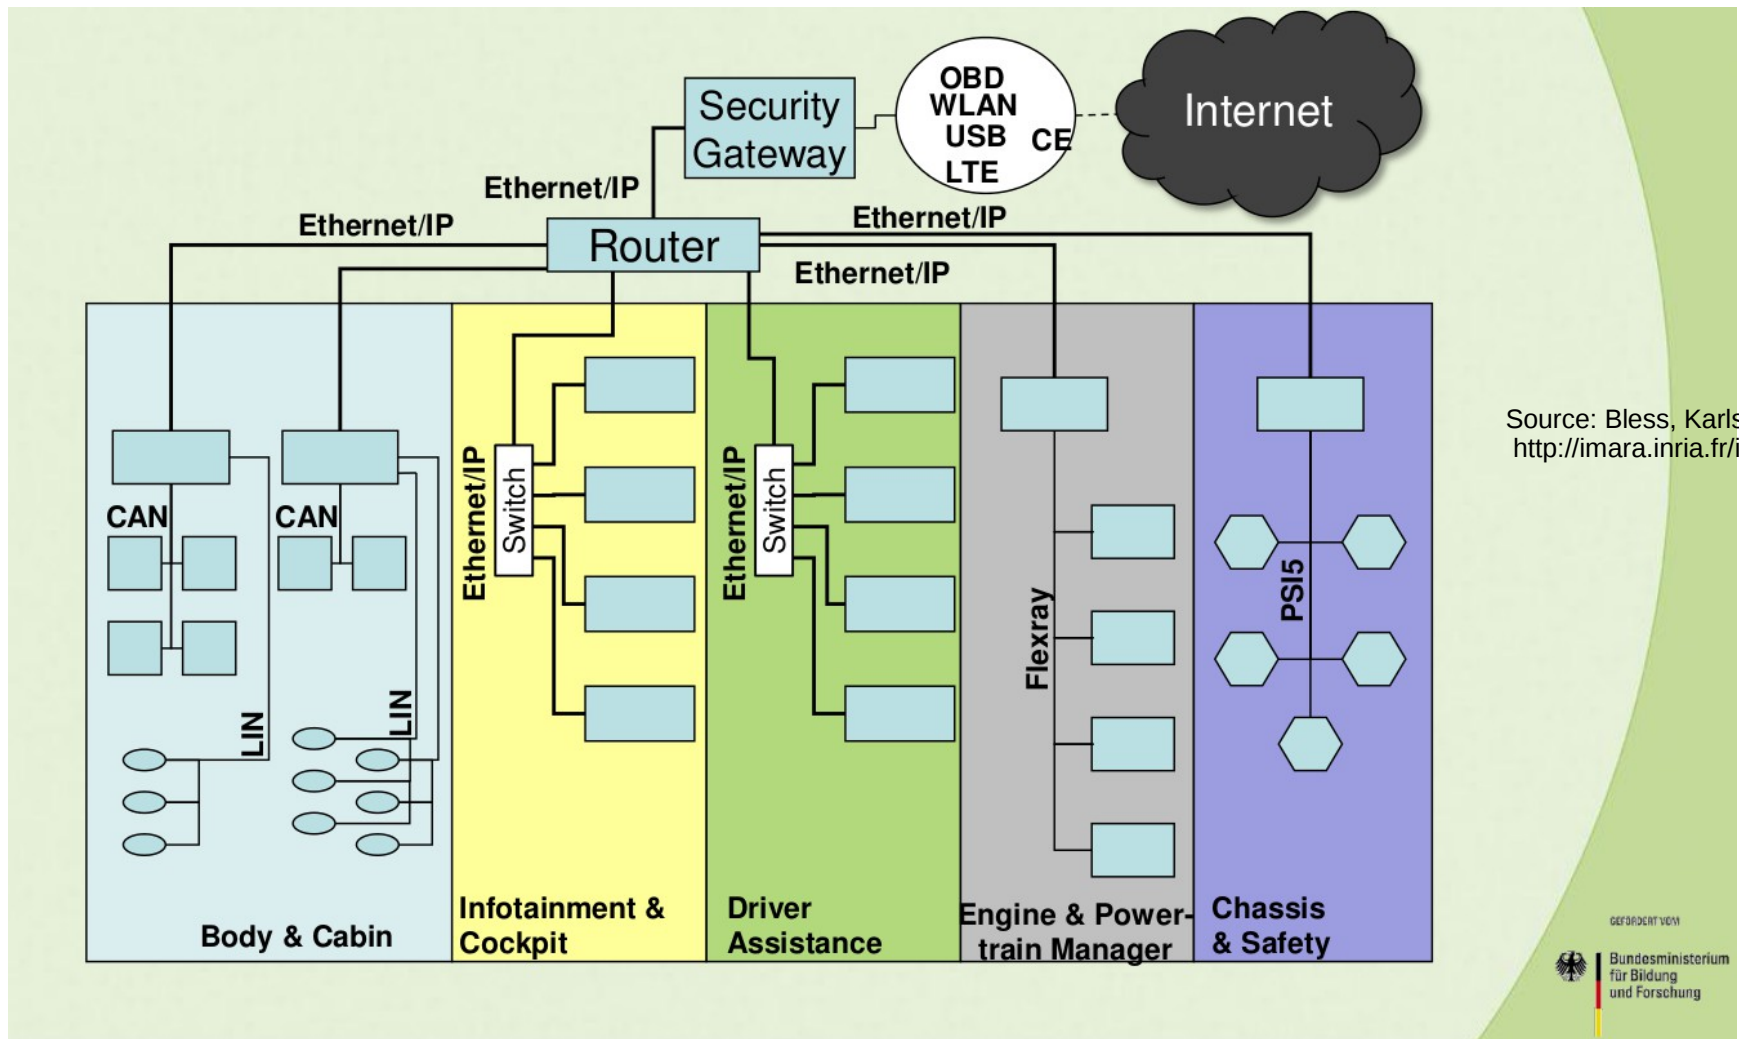 OBD
WLAN
USB
CE
LTE
Internet
Security
Gateway
Ethernet/IP
Ethernet/IP
Ethernet/IP
Router
Ethernet/IP
CAN
CAN
LIN
LIN
Body & Cabin
Ethernet/IP
Switch
Infotainment &
Cockpit
Ethernet/IP
Switch
Driver
Assistance
Flexray
Engine & Power-
train Manager
PSI5
Chassis
& Safety
Source: Bless, Karls
http://imara.inria.fr/i
GEFÖRDERT VOM
Bundesministerium
für Bildung
und Forschung